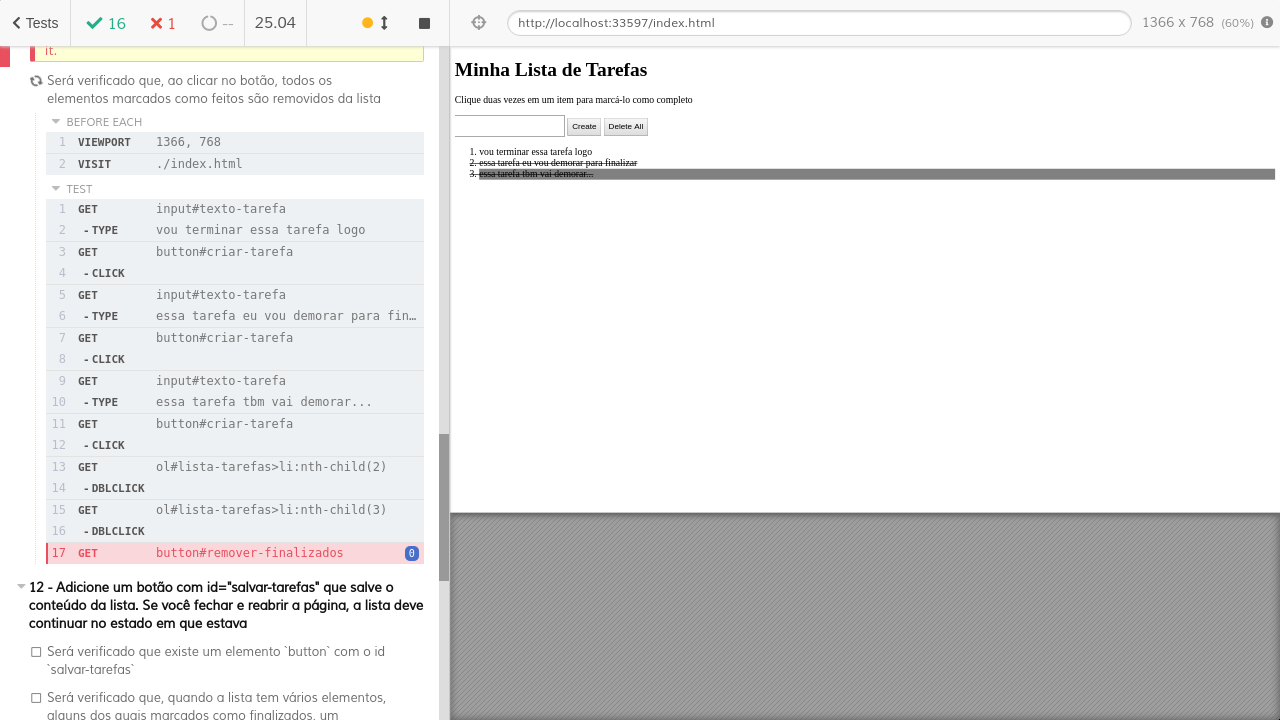 Tests
16
1
--
25.04
http://localhost:33597/index.html
1366 x 768 (60%)
it.
Será verificado que, ao clicar no botão, todos os
elementos marcados como feitos são removidos da lista
BEFORE EACH
1 VIEWPORT 1366, 768
2 VISIT ./index.html
TEST
1 GET input#texto-tarefa
2 -TYPE vou terminar essa tarefa logo
3 GET button#criar-tarefa
4 -CLICK
5 GET input#texto-tarefa
6 -TYPE essa tarefa eu vou demorar para fin…
7 GET button#criar-tarefa
8 -CLICK
9 GET input#texto-tarefa
10 -TYPE essa tarefa tbm vai demorar...
11 GET button#criar-tarefa
12 -CLICK
13 GET ol#lista-tarefas>li:nth-child(2)
14 -DBLCLICK
15 GET ol#lista-tarefas>li:nth-child(3)
16 -DBLCLICK
17 GET button#remover-finalizados 0
12 - Adicione um botão com id="salvar-tarefas" que salve o
conteúdo da lista. Se você fechar e reabrir a página, a lista deve
continuar no estado em que estava
Será verificado que existe um elemento `button` com o id
`salvar-tarefas`
Será verificado que, quando a lista tem vários elementos,
alguns dos quais marcados como finalizados, um
Minha Lista de Tarefas
Clique duas vezes em um item para marcá-lo como completo
Create Delete All
1. vou terminar essa tarefa logo
2. essa tarefa eu vou demorar para finalizar
3. essa tarefa tbm vai demorar...